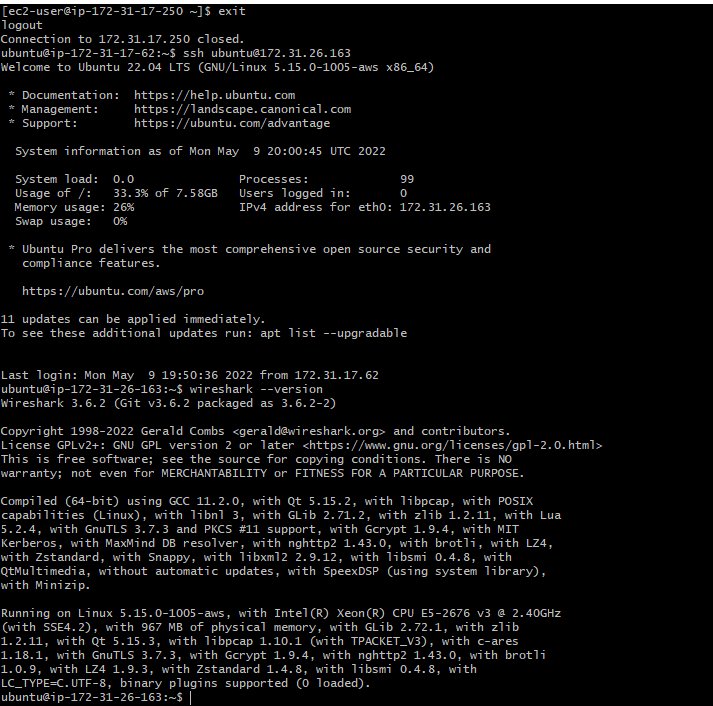 [ec2-user@ip-172-31-17-250 ~]$ exit
logout
Connection to 172.31.17.250 closed.
ubuntu@ip-172-31-17-62:~$ ssh ubuntu@172.31.26.163
Welcome to Ubuntu 22.04 LTS (GNU/Linux 5.15.0-1005-aws x86_64)

 * Documentation:  https://help.ubuntu.com
 * Management:     https://landscape.canonical.com
 * Support:        https://ubuntu.com/advantage

  System information as of Mon May  9 20:00:45 UTC 2022

  System load:  0.0               Processes:             99
  Usage of /:   33.3% of 7.58GB   Users logged in:       0
  Memory usage: 26%               IPv4 address for eth0: 172.31.26.163
  Swap usage:   0%

 * Ubuntu Pro delivers the most comprehensive open source security and
   compliance features.

   https://ubuntu.com/aws/pro

11 updates can be applied immediately.
To see these additional updates run: apt list --upgradable


Last login: Mon May  9 19:50:36 2022 from 172.31.17.62
ubuntu@ip-172-31-26-163:~$ wireshark --version
Wireshark 3.6.2 (Git v3.6.2 packaged as 3.6.2-2)

Copyright 1998-2022 Gerald Combs <gerald@wireshark.org> and contributors.
License GPLv2+: GNU GPL version 2 or later <https://www.gnu.org/licenses/gpl-2.0.html>
This is free software; see the source for copying conditions. There is NO
warranty; not even for MERCHANTABILITY or FITNESS FOR A PARTICULAR PURPOSE.

Compiled (64-bit) using GCC 11.2.0, with Qt 5.15.2, with libpcap, with POSIX
capabilities (Linux), with libnl 3, with GLib 2.71.2, with zlib 1.2.11, with Lua
5.2.4, with GnuTLS 3.7.3 and PKCS #11 support, with Gcrypt 1.9.4, with MIT
Kerberos, with MaxMind DB resolver, with nghttp2 1.43.0, with brotli, with LZ4,
with Zstandard, with Snappy, with libxml2 2.9.12, with libsmi 0.4.8, with
QtMultimedia, without automatic updates, with SpeexDSP (using system library),
with Minizip.

Running on Linux 5.15.0-1005-aws, with Intel(R) Xeon(R) CPU E5-2676 v3 @ 2.40GHz
(with SSE4.2), with 967 MB of physical memory, with GLib 2.72.1, with zlib
1.2.11, with Qt 5.15.3, with libpcap 1.10.1 (with TPACKET_V3), with c-ares
1.18.1, with GnuTLS 3.7.3, with Gcrypt 1.9.4, with nghttp2 1.43.0, with brotli
1.0.9, with LZ4 1.9.3, with Zstandard 1.4.8, with libsmi 0.4.8, with
LC_TYPE=C.UTF-8, binary plugins supported (0 loaded).
ubuntu@ip-172-31-26-163:~$